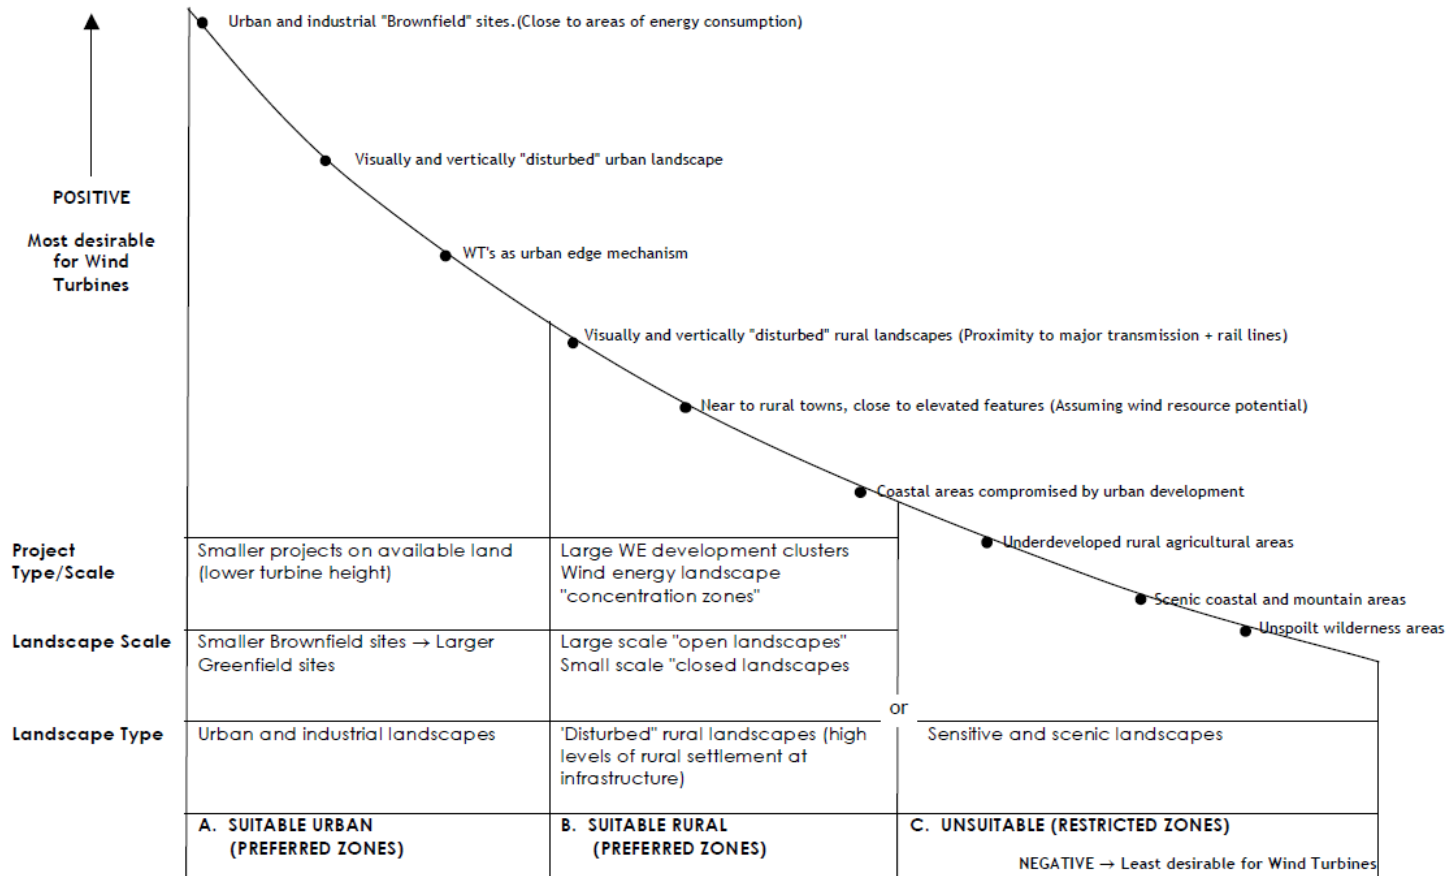 Urban and industrial "Brownfield" sites.(Close to areas of energy consumption)
Visually and vertically "disturbed" urban landscape
POSITIVE
Most desirable
for Wind
Turbines
WT's as urban edge mechanism
Visually and vertically "disturbed" rural landscapes (Proximity to major transmission + rail lines)
Near to rural towns, close to elevated features (Assuming wind resource potential)
Coastal areas compromised by urban development
Underdeveloped rural agricultural areas
Scenic coastal and mountain areas
Unspoilt wilderness areas
Project
Type/Scale
Smaller projects on available land
(lower turbine height)
Large WE development clusters
Wind energy landscape
"concentration zones"
Landscape Scale
Smaller Brownfield sites → Larger
Greenfield sites
Large scale "open landscapes"
Small scale "closed landscapes
or
Landscape Type
Urban and industrial landscapes
'Disturbed" rural landscapes (high
levels of rural settlement at
infrastructure)
Sensitive and scenic landscapes
A. SUITABLE URBAN
(PREFERRED ZONES)
B. SUITABLE RURAL
(PREFERRED ZONES)
C. UNSUITABLE (RESTRICTED ZONES)
NEGATIVE → Least desirable for Wind Turbines